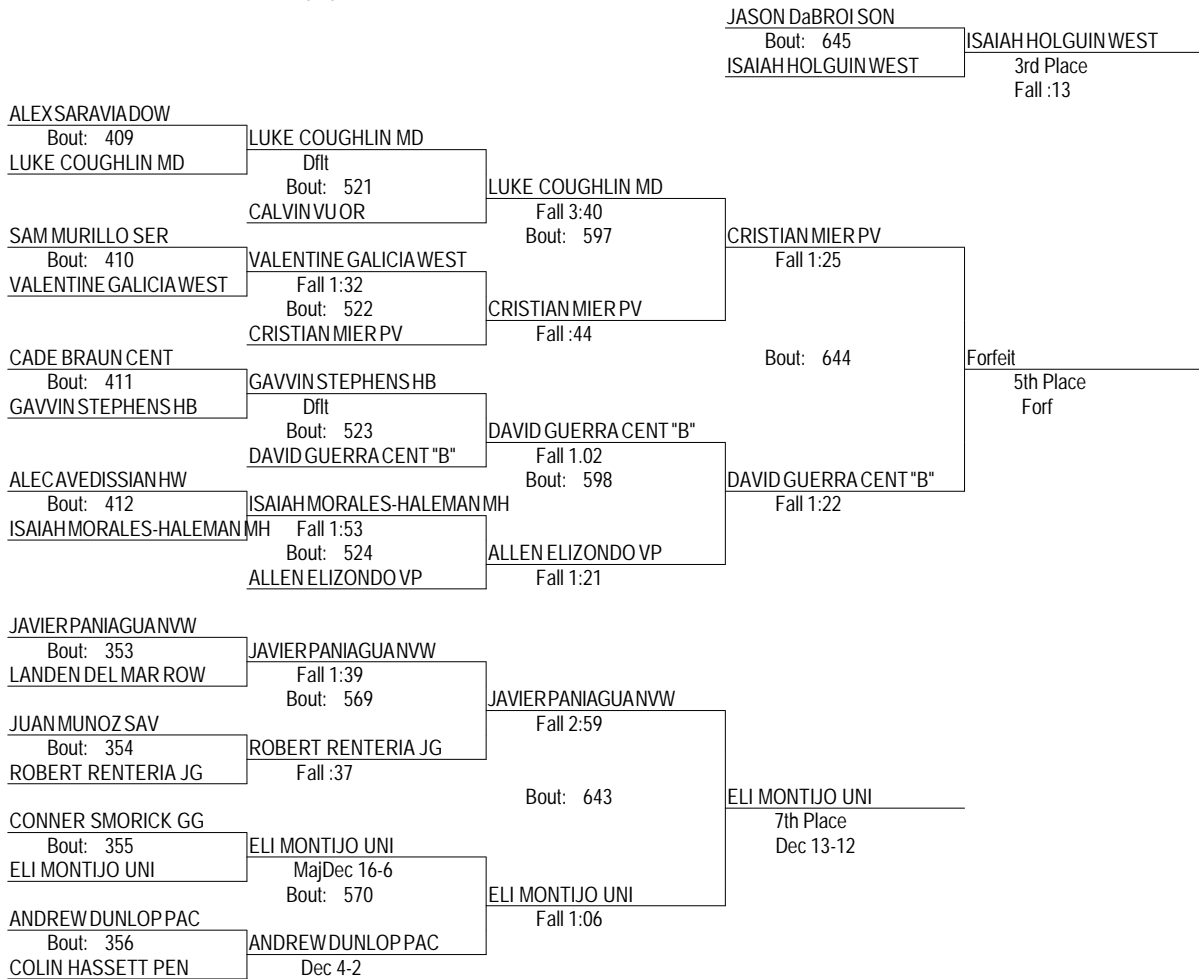 JASON DaBROI SON
Bout: 645
ISAIAH HOLGUIN WEST
ISAIAH HOLGUIN WEST
3rd Place
Fall :13
ALEX SARAVIA DOW
Bout: 409
LUKE COUGHLIN MD
LUKE COUGHLIN MD
Dflt
Bout: 521
CALVIN VU OR
LUKE COUGHLIN MD
Fall 3:40
Bout: 597
SAM MURILLO SER
Bout: 410
VALENTINE GALICIA WEST
VALENTINE GALICIA WEST
Fall 1:32
Bout: 522
CRISTIAN MIER PV
CRISTIAN MIER PV
Fall :44
CRISTIAN MIER PV
Fall 1:25
CADE BRAUN CENT
Bout: 411
GAVVIN STEPHENS HB
GAVVIN STEPHENS HB
Dflt
Bout: 523
DAVID GUERRA CENT "B"
DAVID GUERRA CENT "B"
Fall 1.02
Bout: 598
Bout: 644
Forfeit
5th Place
Forf
ALEC AVEDISSIAN HW
Bout: 412
ISAIAH MORALES-HALEMAN MH
ISAIAH MORALES-HALEMAN MH
Fall 1:53
Bout: 524
ALLEN ELIZONDO VP
ALLEN ELIZONDO VP
Fall 1:21
DAVID GUERRA CENT "B"
Fall 1:22
JAVIER PANIAGUA NVW
Bout: 353
LANDEN DEL MAR ROW
JAVIER PANIAGUA NVW
Fall 1:39
Bout: 569
JAVIER PANIAGUA NVW
Fall 2:59
JUAN MUNOZ SAV
Bout: 354
ROBERT RENTERIA JG
ROBERT RENTERIA JG
Fall :37
Bout: 643
ELI MONTIJO UNI
7th Place
Dec 13-12
CONNER SMORICK GG
Bout: 355
ELI MONTIJO UNI
ELI MONTIJO UNI
MajDec 16-6
Bout: 570
ELI MONTIJO UNI
Fall 1:06
ANDREW DUNLOP PAC
Bout: 356
COLIN HASSETT PEN
ANDREW DUNLOP PAC
Dec 4-2